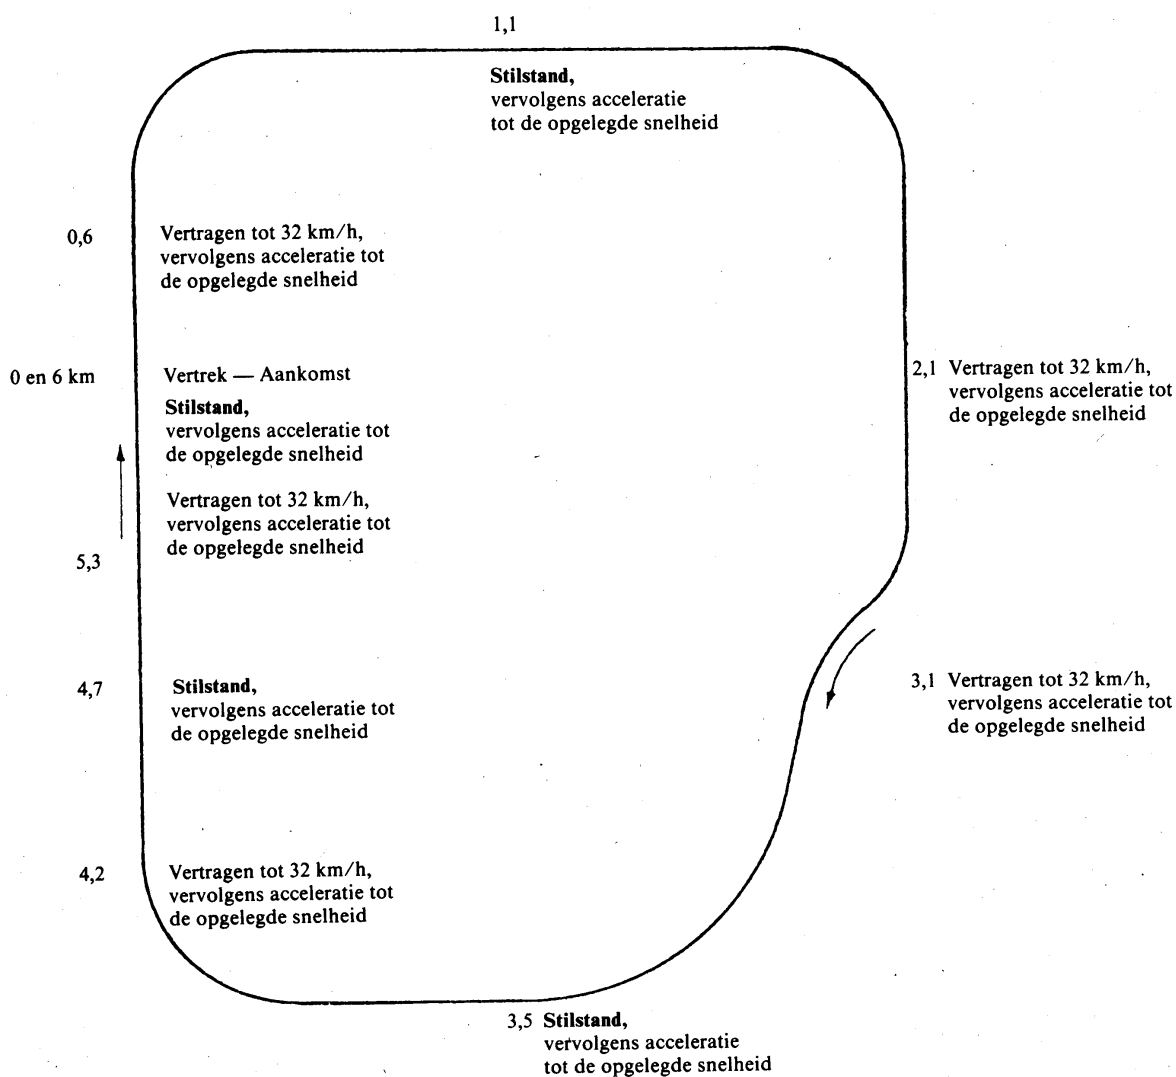 1,1
Stilstand,
vervolgens acceleratie
tot de opgelegde snelheid
0,6
Vertragen tot 32 km/h,
vervolgens acceleratie tot
de opgelegde snelheid
0 en 6 km
Vertrek — Aankomst
Stilstand,
vervolgens acceleratie tot
de opgelegde snelheid
2,1 Vertragen tot 32 km/h,
vervolgens acceleratie tot
de opgelegde snelheid
Vertragen tot 32 km/h,
vervolgens acceleratie tot
de opgelegde snelheid
5,3
4,7
Stilstand,
vervolgens acceleratie tot
de opgelegde snelheid
3,1 Vertragen tot 32 km/h,
vervolgens acceleratie tot
de opgelegde snelheid
4,2
Vertragen tot 32 km/h,
vervolgens acceleratie tot
de opgelegde snelheid
3,5 Stilstand,
vervolgens acceleratie
tot de opgelegde snelheid